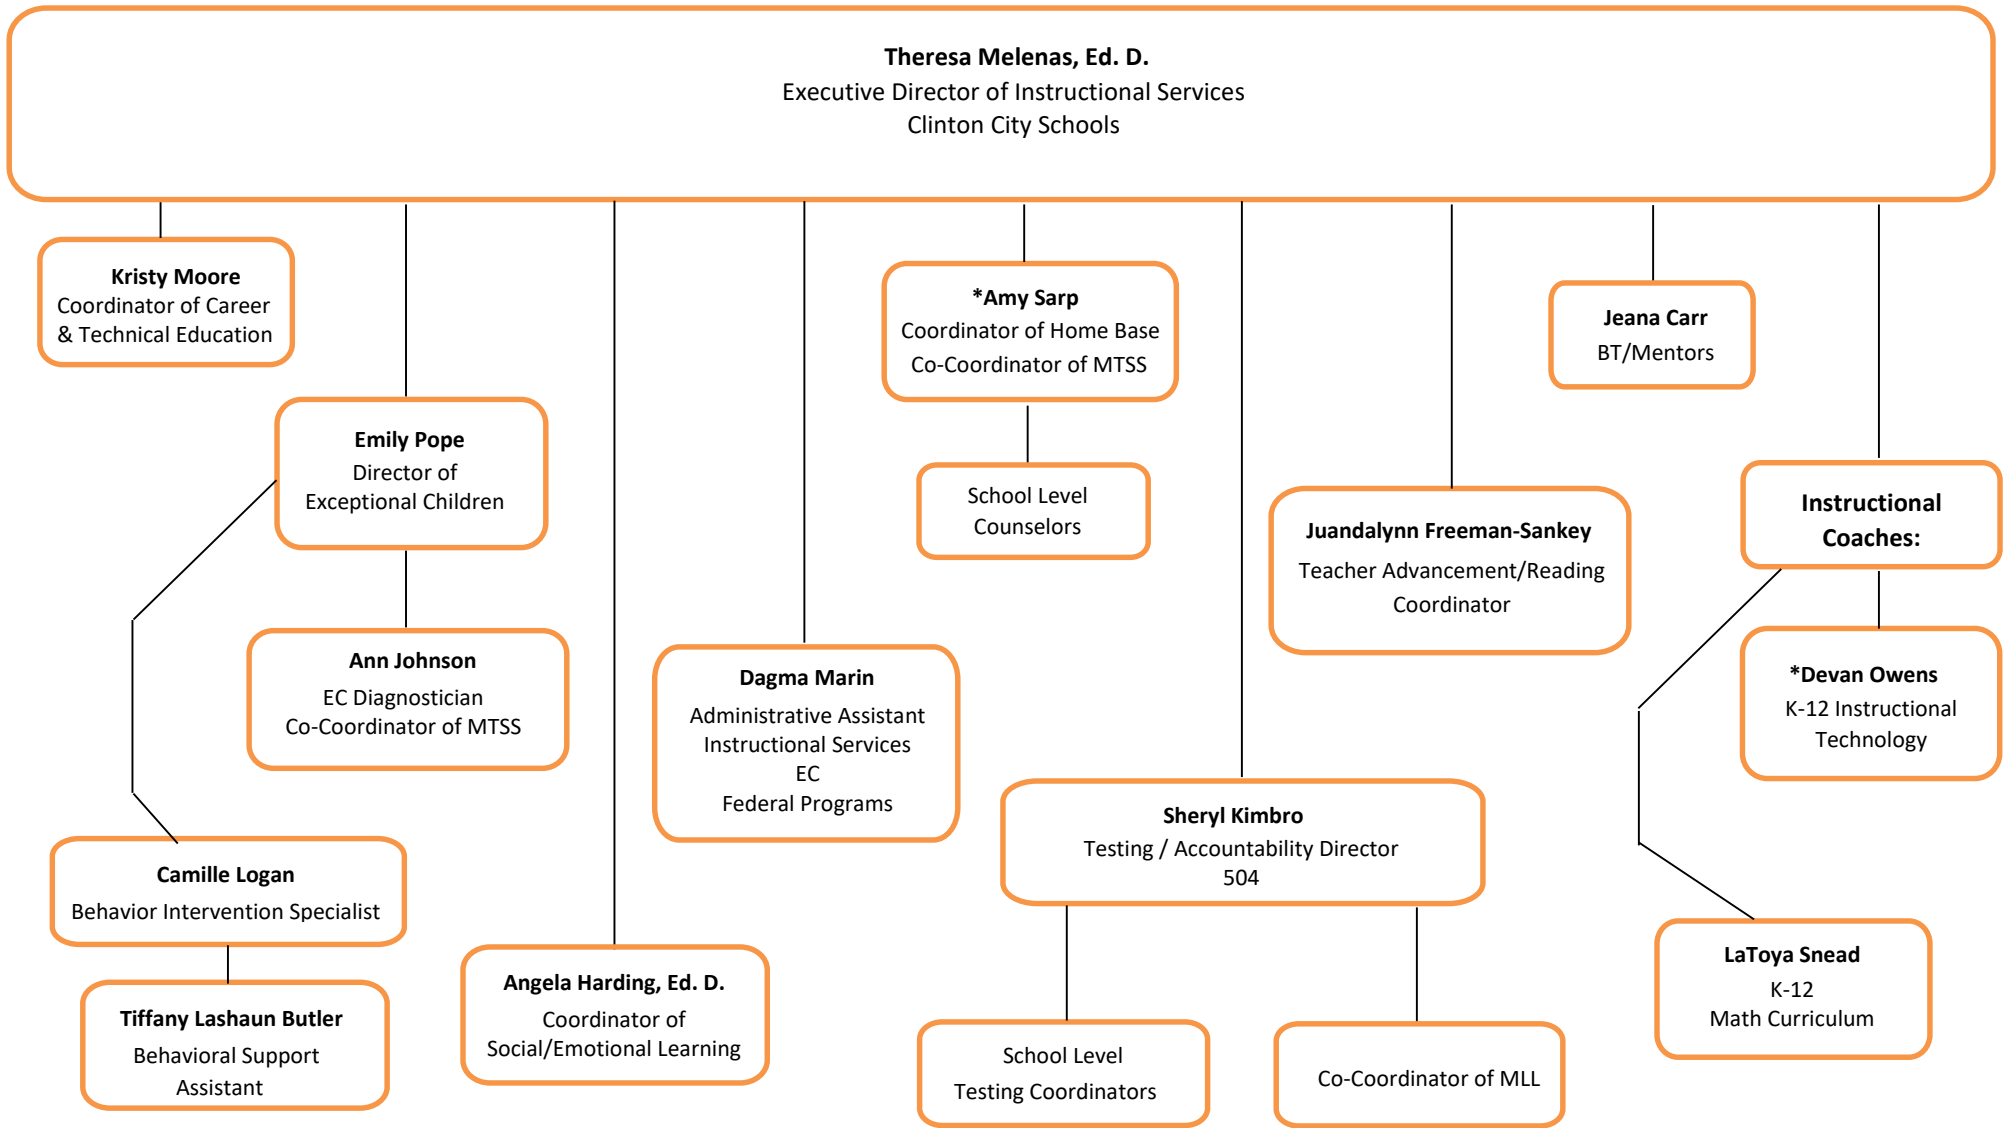 Theresa Melenas, Ed. D.
Executive Director of Instructional Services
Clinton City Schools
Kristy Moore
Coordinator of Career
& Technical Education
Emily Pope
Director of
Exceptional Children
Ann Johnson
EC Diagnostician
Co-Coordinator of MTSS
Camille Logan
Behavior Intervention Specialist
Tiffany Lashaun Butler
Behavioral Support
Assistant
Angela Harding, Ed. D.
Coordinator of
Social/Emotional Learning
Dagma Marin
Administrative Assistant
Instructional Services
EC
Federal Programs
*Amy Sarp
Coordinator of Home Base
Co-Coordinator of MTSS
School Level
Counselors
Sheryl Kimbro
Testing / Accountability Director
504
School Level
Testing Coordinators
Co-Coordinator of MLL
Juandalynn Freeman-Sankey
Teacher Advancement/Reading
Coordinator
Jeana Carr
BT/Mentors
Instructional
Coaches:
*Devan Owens
K-12 Instructional
Technology
LaToya Snead
K-12
Math Curriculum